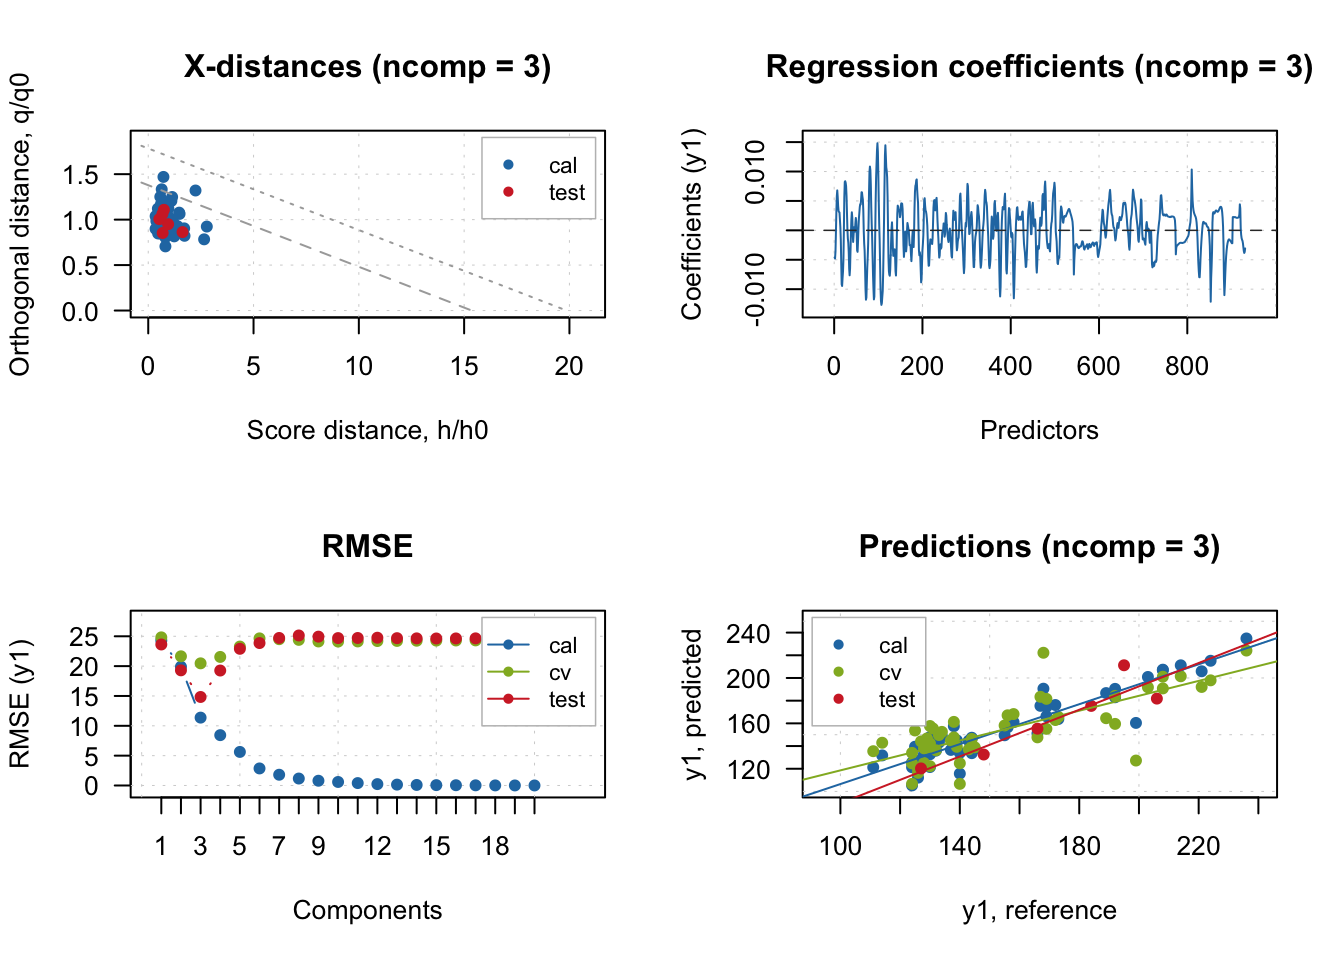 X-distances (ncomp = 3)
Orthogonal distance, q/q0
1.5
1.0
0.5
0.0
cal
test
0 5 10 15 20
Score distance, h/h0
Regression coefficients (ncomp = 3)
Coefficients (y1)
0.010
-0.010
0 200 400 600 800
Predictors
RMSE
RMSE (y1)
25
20
15
10
5
0
cal
cv
test
1 3 5 7 9 12 15 18
Components
Predictions (ncomp = 3)
y1, predicted
240
200
160
120
cal
cv
test
100 140 180 220
y1, reference